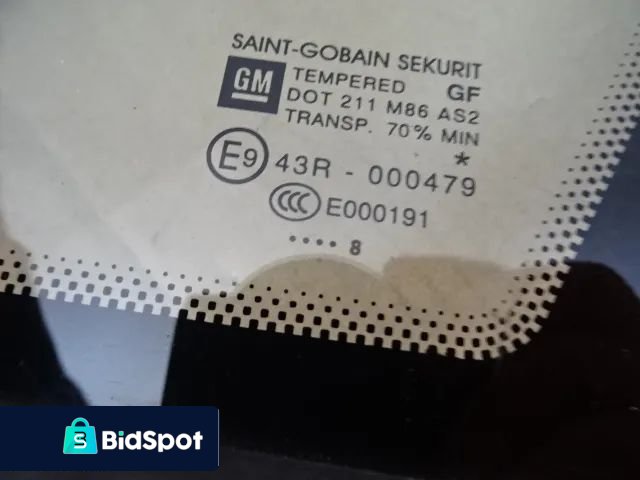 SAINT-GOBAIN SEKURIT
GM TEMPERED GF
DOT 211 M86 AS2
TRANSP. 70% MIN
*
E9 43R - 000479
CCC E000191
•••• 8
S BidSpot